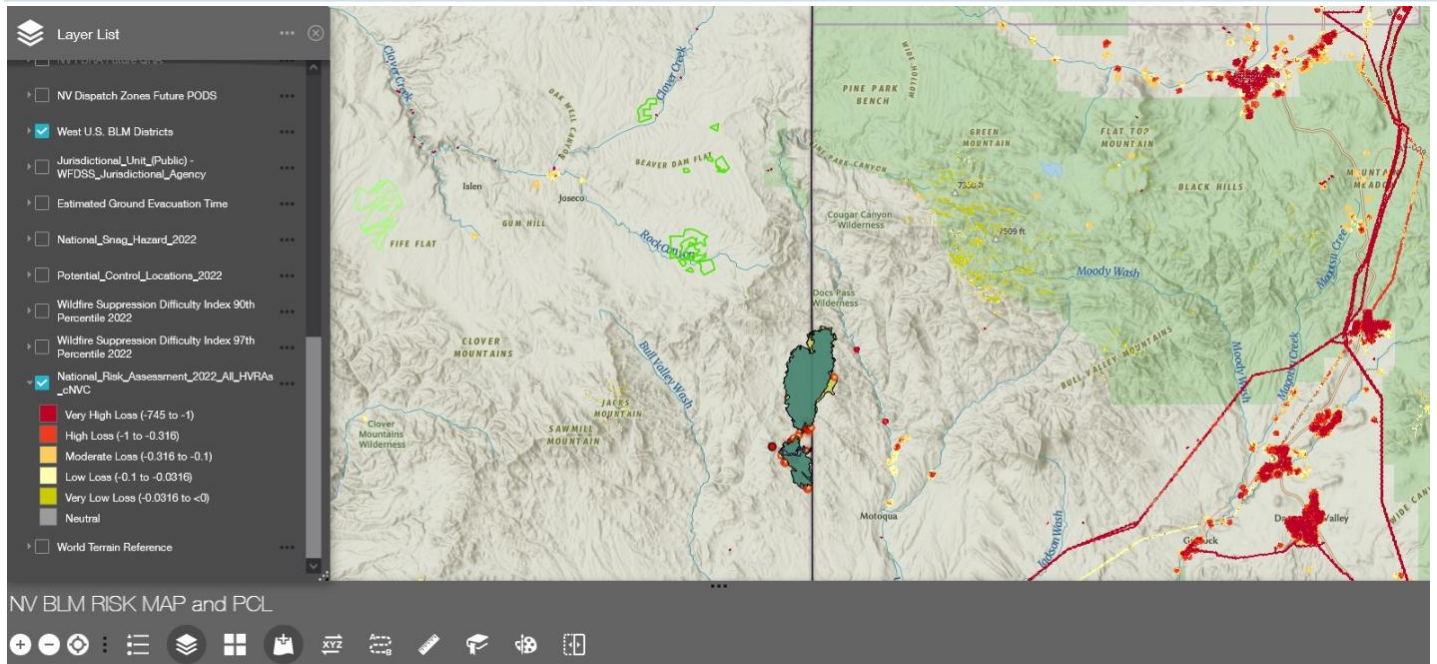 Layer List
NV Dispatch Zones Future PODS
West U.S. BLM Districts
Jurisdictional_Unit_(Public) -
WFDSS_Jurisdictional_Agency
Estimated Ground Evacuation Time
National_Snag_Hazard_2022
Potential_Control_Locations_2022
Wildfire Suppression Difficulty Index 90th
Percentile 2022
Wildfire Suppression Difficulty Index 97th
Percentile 2022
National_Risk_Assessment_2022_All_HVRAs
_cNVC
Very High Loss (-745 to -1)
High Loss (-1 to -0.316)
Moderate Loss (-0.316 to -0.1)
Low Loss (-0.1 to -0.0316)
Very Low Loss (-0.0316 to <0)
Neutral
World Terrain Reference
Clover Creek
Clover Creek
OAK WELL CANYON
BEAVER DAM FLAT
Islen
Joseco
GUM HILL
FIFE FLAT
CLOVER
MOUNTAINS
Bull Valley Wash
JACKS
MOUNTAIN
SAWMILL
MOUNTAIN
Clover
Mountains
Wilderness
WIDE HOLLOW
PINE PARK
BENCH
GREEN
MOUNTAIN
FLAT TOP
MOUNTAIN
BLACK HILLS
Cougar Canyon
Wilderness
7509 ft
Moody Wash
Docs Pass
Wilderness
BULL VALLEY MOUNTAINS
Moody Wash
Magotsu Creek
Motoqua
Jackson Wash
NV BLM RISK MAP and PCL
XYZ